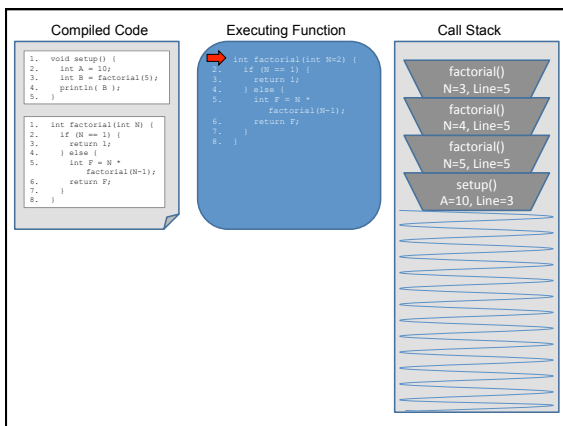 Compiled Code
1. void setup() {
2. int A = 10;
3. int B = factorial(5);
4. println( B );
5. }
1. int factorial(int N) {
2. if (N == 1) {
3. return 1;
4. } else {
5. int F = N *
factorial(N-1);
6. return F;
7. }
8. }
Executing Function
int factorial(int N=2) {
2. if (N == 1) {
3. return 1;
4. } else {
5. int F = N *
factorial(N-1);
6. return F;
7. }
8. }
Call Stack
factorial()
N=3, Line=5
factorial()
N=4, Line=5
factorial()
N=5, Line=5
setup()
A=10, Line=3